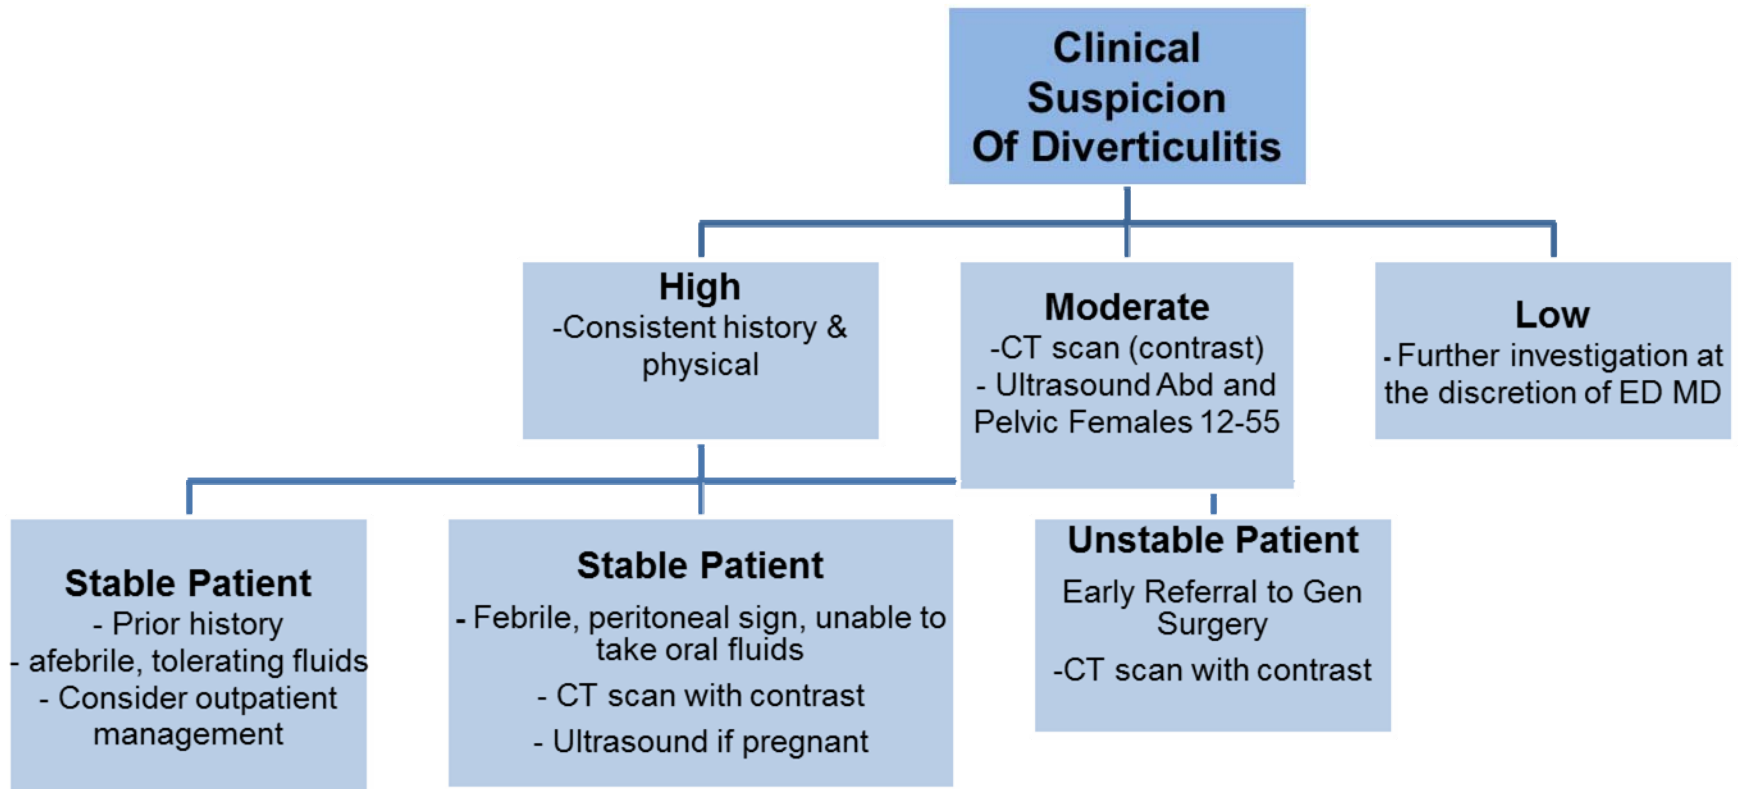 Clinical
Suspicion
Of Diverticulitis
High
-Consistent history &
physical
Moderate
-CT scan (contrast)
- Ultrasound Abd and
Pelvic Females 12-55
Low
- Further investigation at
the discretion of ED MD
Stable Patient
- Prior history
- afebrile, tolerating fluids
- Consider outpatient
management
Stable Patient
- Febrile, peritoneal sign, unable to
take oral fluids
- CT scan with contrast
- Ultrasound if pregnant
Unstable Patient
Early Referral to Gen
Surgery
-CT scan with contrast